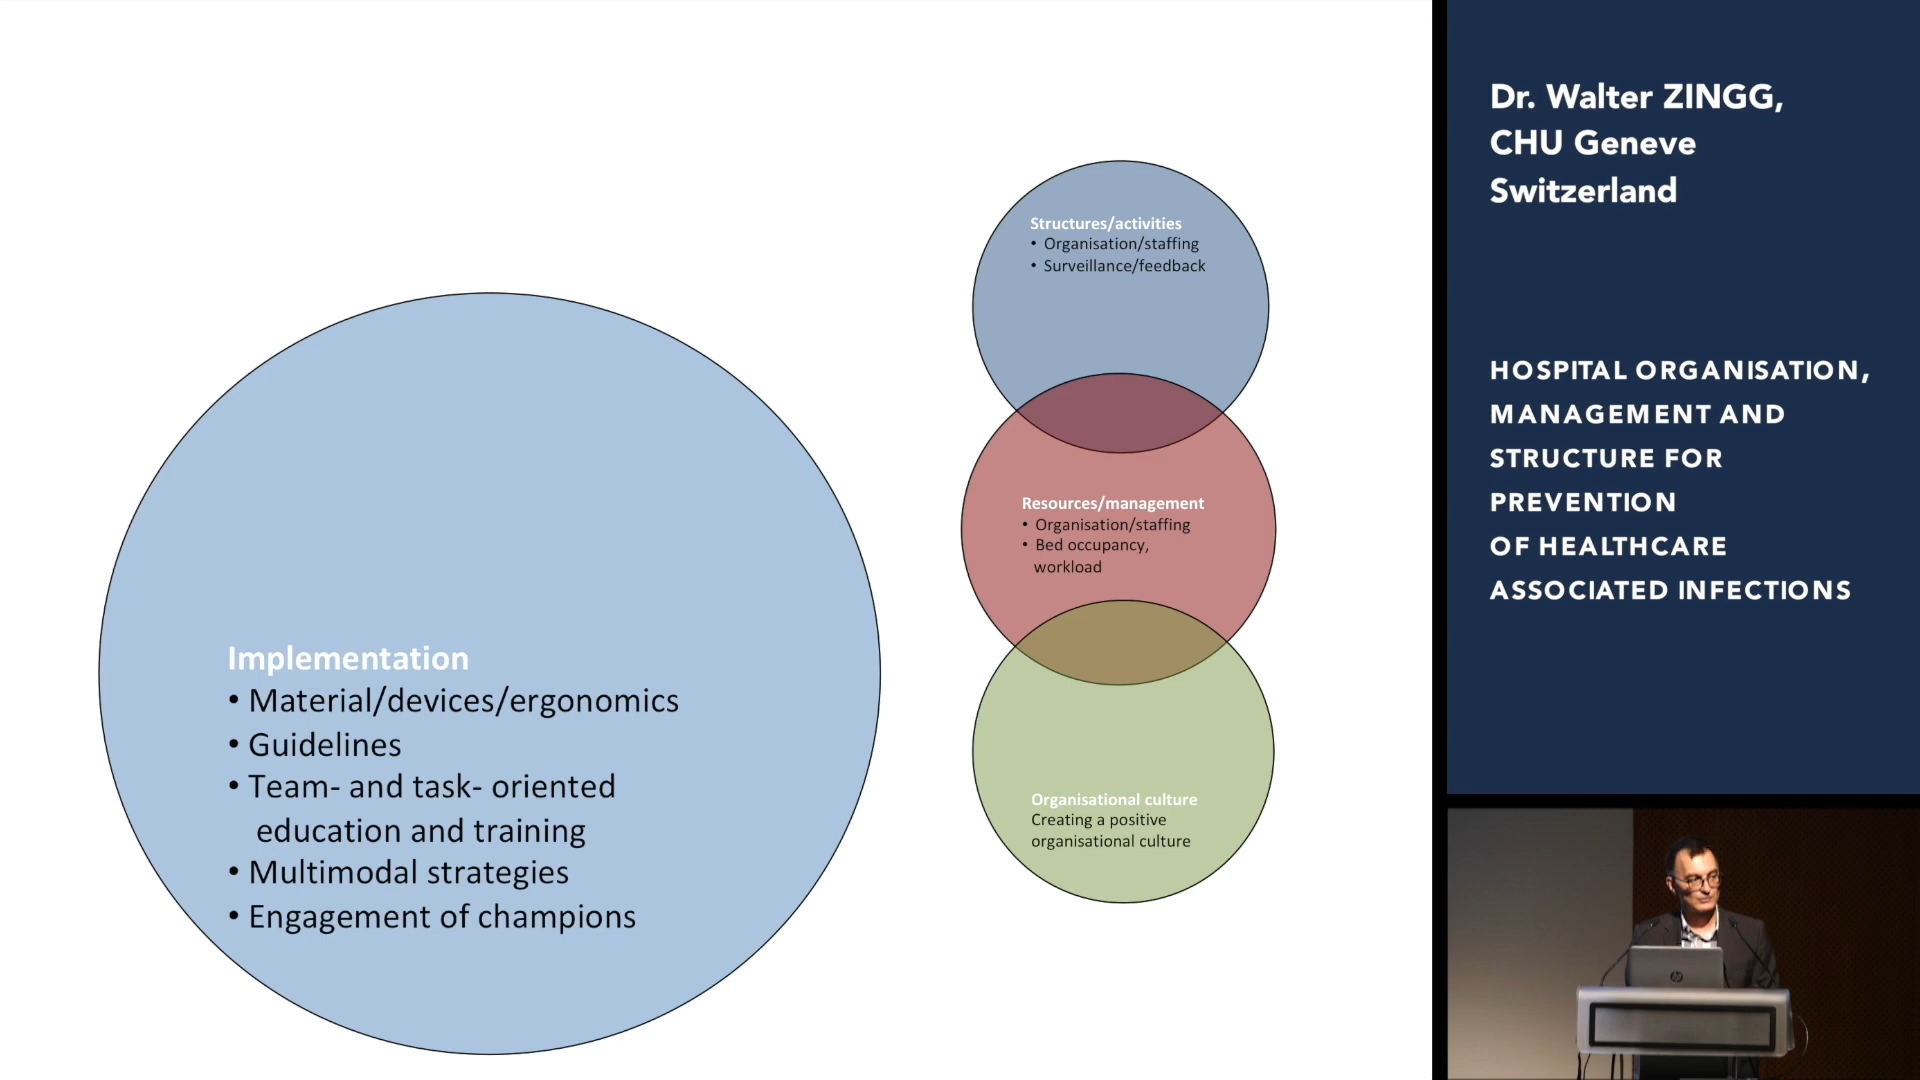 Structures/activities
• Organisation/staffing
• Surveillance/feedback
Resources/management
• Organisation/staffing
• Bed occupancy,
workload
Organisational culture
Creating a positive
organisational culture
Implementation
• Material/devices/ergonomics
• Guidelines
• Team- and task- oriented
education and training
• Multimodal strategies
• Engagement of champions
Dr. Walter ZINGG,
CHU Geneve
Switzerland
HOSPITAL ORGANISATION,
MANAGEMENT AND
STRUCTURE FOR
PREVENTION
OF HEALTHCARE
ASSOCIATED INFECTIONS
hp